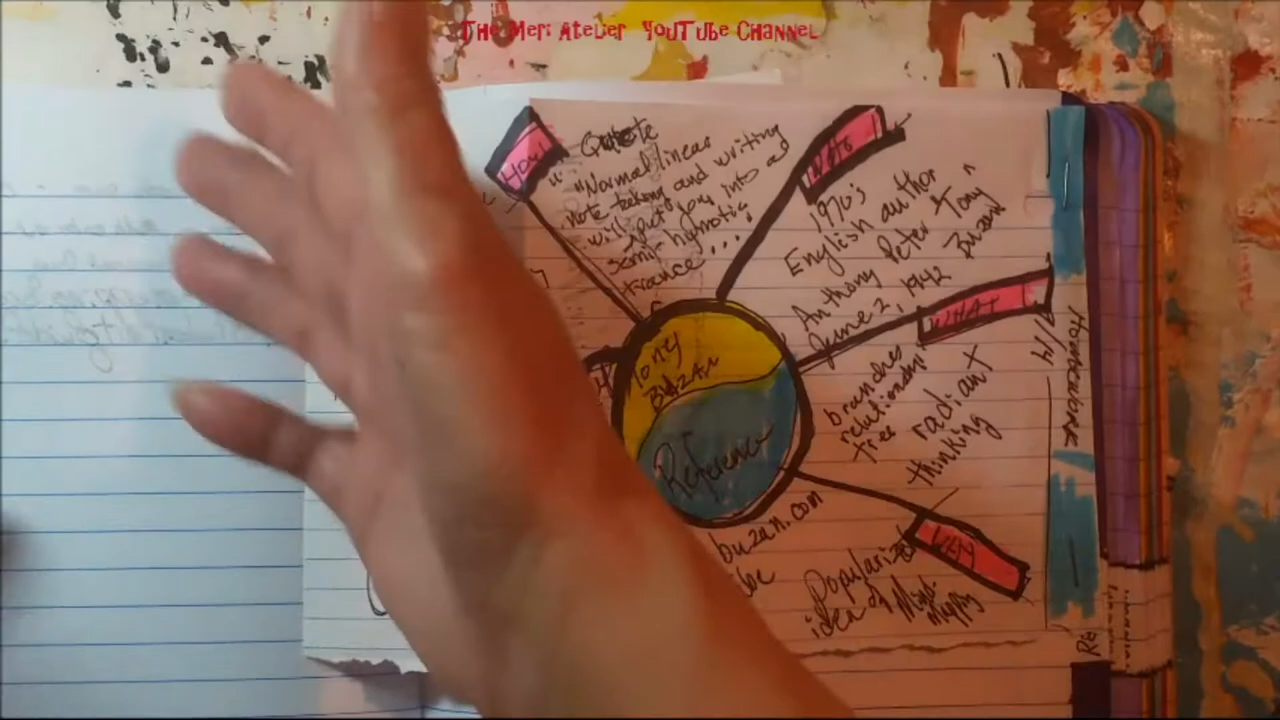 The Meri Atelier YouTube Channel
How
Quote
"Normal linear
note taking and writing
will put you into a
semi hypnotic
trance...
WHO
1970's
English author
Anthony Peter "Tony"
Buzan
June 2, 1942
WHAT
branches
relationships
tree
radiant
thinking
Tony
BUZAN
Reference
buzan.com
WHY
Popularized
idea of Mind-
Mapping
9/14